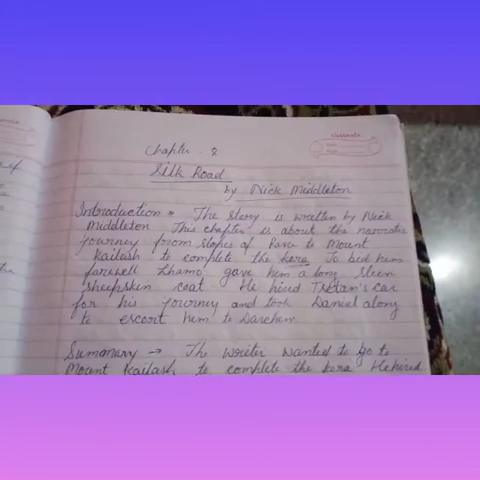 classmate
Chapter . 8
Silk Road
by Nick Middleton
Introduction → The story is written by Nick
Middleton This chapter is about the narrator
journey from slopes of Ravu to Mount
Kailash to complete the kora To bid him
farewell Lhamo gave him a long sleev
sheepskin coat He hired Tsetan's car
for his journey and took Daniel along
to escort him to Darchen
Summary → The writer wanted to go to
Mount Kailash to complete the kora He hired